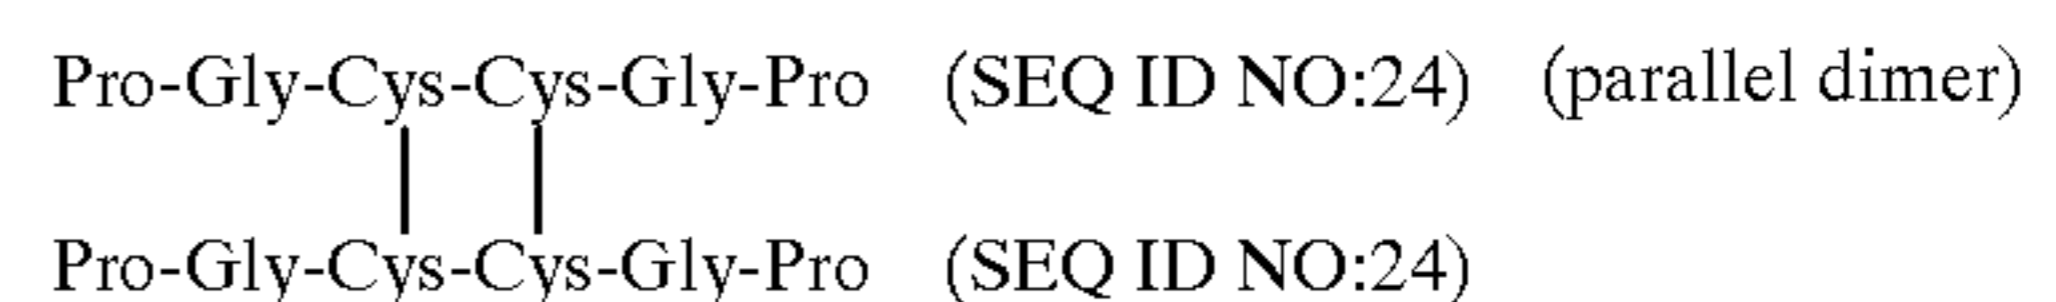 Pro-Gly-Cys-Cys-Gly-Pro (SEQ ID NO:24) (parallel dimer)
Pro-Gly-Cys-Cys-Gly-Pro (SEQ ID NO:24)